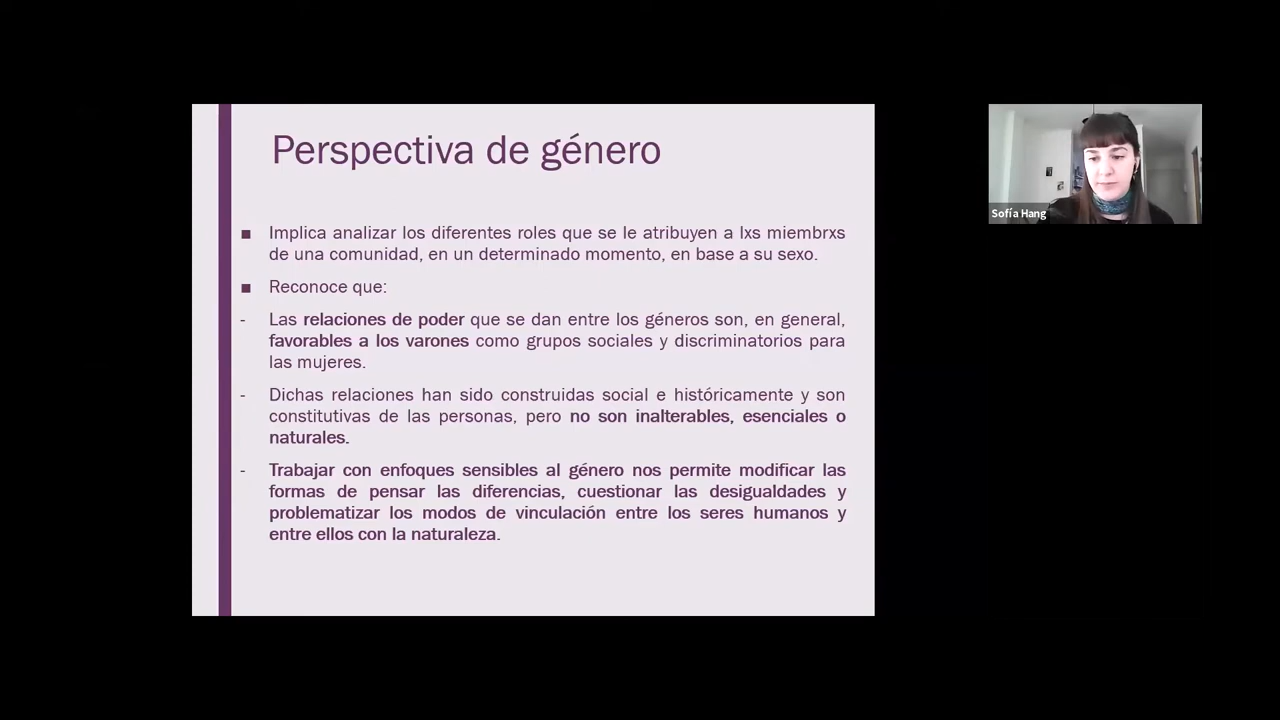 Perspectiva de género
■ Implica analizar los diferentes roles que se le atribuyen a lxs miembrxs
de una comunidad, en un determinado momento, en base a su sexo.
■ Reconoce que:
- Las relaciones de poder que se dan entre los géneros son, en general,
favorables a los varones como grupos sociales y discriminatorios para
las mujeres.
- Dichas relaciones han sido construidas social e históricamente y son
constitutivas de las personas, pero no son inalterables, esenciales o
naturales.
- Trabajar con enfoques sensibles al género nos permite modificar las
formas de pensar las diferencias, cuestionar las desigualdades y
problematizar los modos de vinculación entre los seres humanos y
entre ellos con la naturaleza.
Sofía Hang